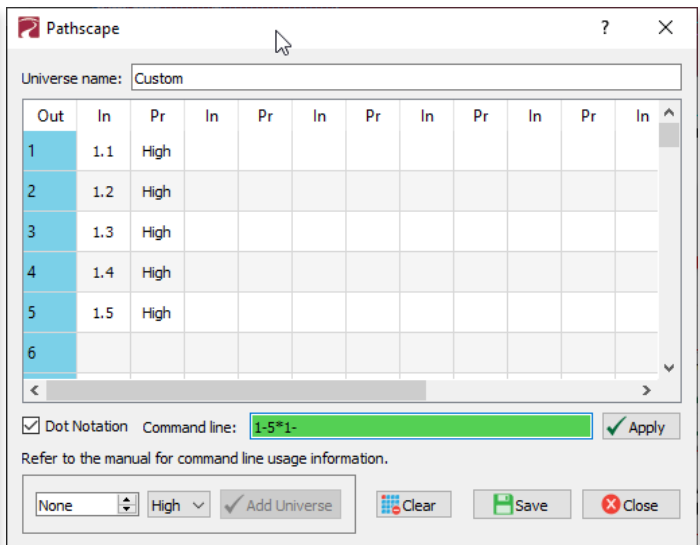 Pathscape ?
Universe name: Custom
Out In Pr In Pr In Pr In Pr In Pr In
1 1.1 High
2 1.2 High
3 1.3 High
4 1.4 High
5 1.5 High
6
Dot Notation Command line: 1-5*1- Apply
Refer to the manual for command line usage information.
None High Add Universe Clear Save Close